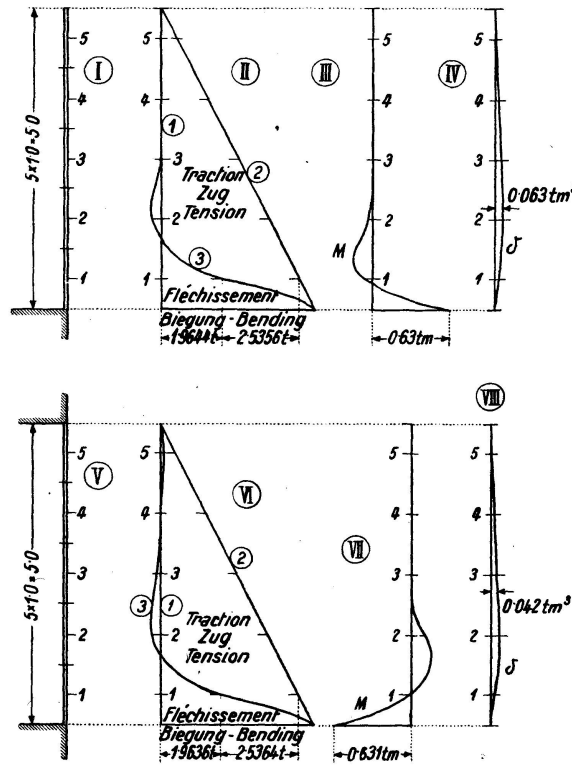 I
II
III
IV
5
5
5
5
4
4
4
4
1
5×1·0=5·0
3
3
3
3
Traction
2
Zug
Tension
2
2
2
2
0·063tm³
M
δ
3
1
1
1
1
Fléchissement
Biegung-Bending
1·9644t
2·5356t
0·63tm
VIII
5
5
5
5
V
VI
4
4
4
4
VII
2
5×1·0=5·0
3
3
3
3
3
1
0·042tm³
Traction
Zug
Tension
2
2
2
2
δ
1
1
1
1
M
Fléchissement
Biegung-Bending
1·9636t
2·5364t
0·631tm